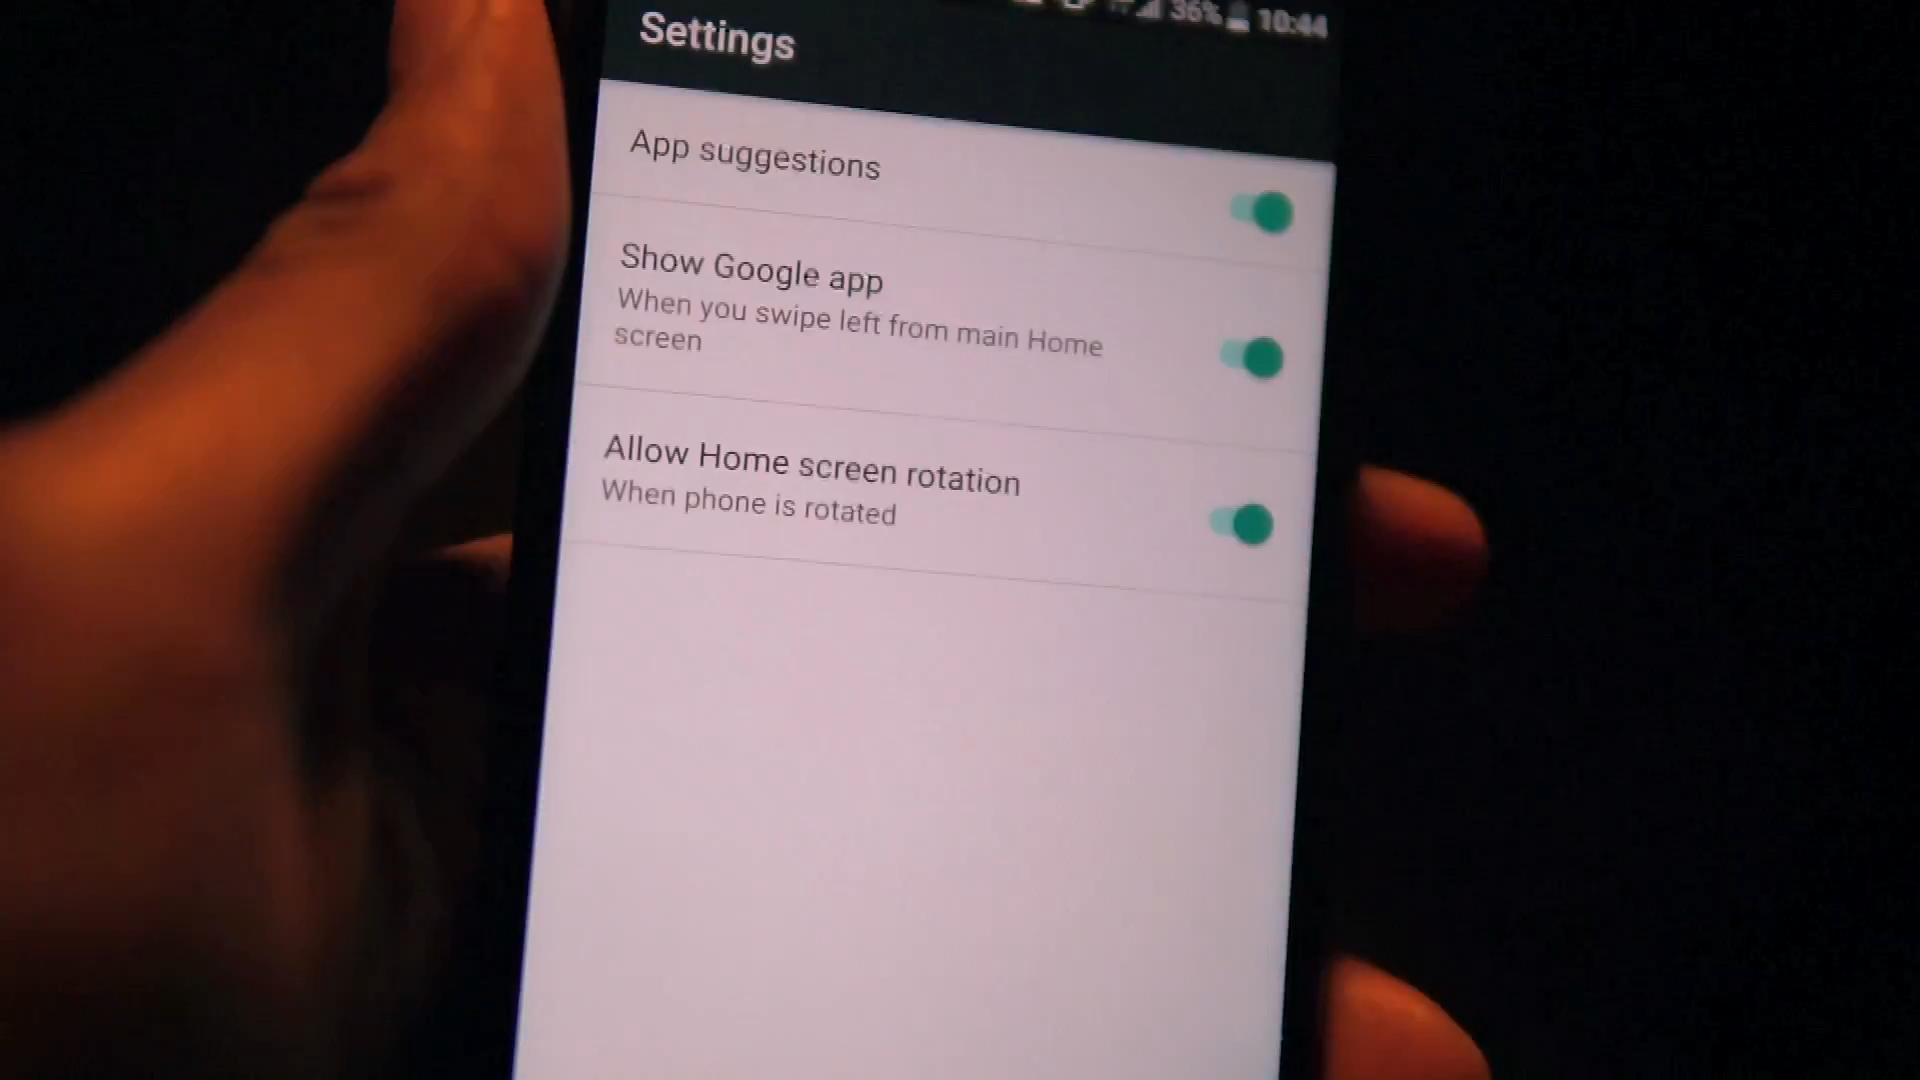 36% 10:44
Settings
App suggestions
Show Google app
When you swipe left from main Home
screen
Allow Home screen rotation
When phone is rotated